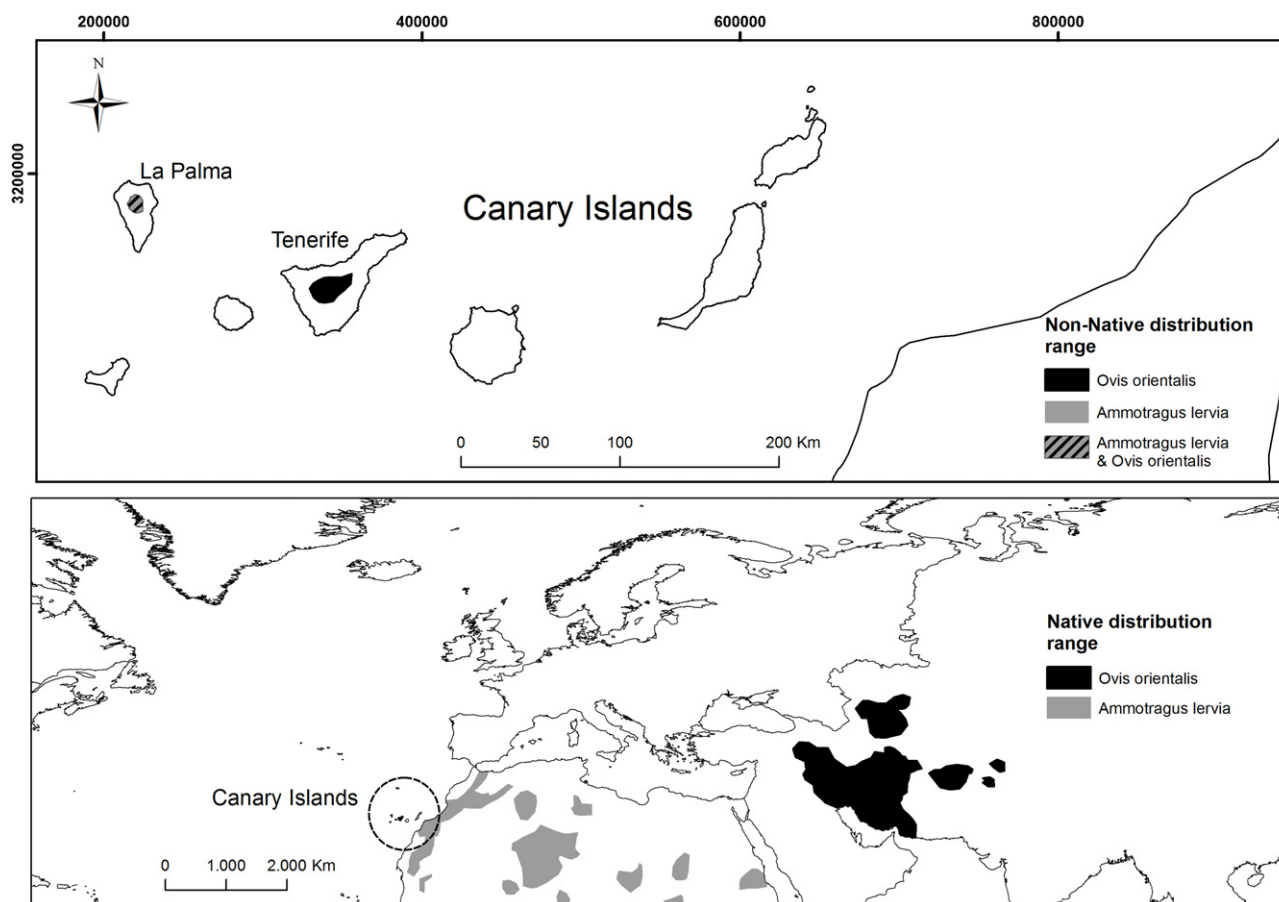 200000
400000
600000
800000
N
3200000
La Palma
Canary Islands
Tenerife
Non-Native distribution
range
Ovis orientalis
Ammotragus lervia
Ammotragus lervia
& Ovis orientalis
0
50
100
200 Km
Native distribution
range
Ovis orientalis
Ammotragus lervia
Canary Islands
0
1.000
2.000 Km